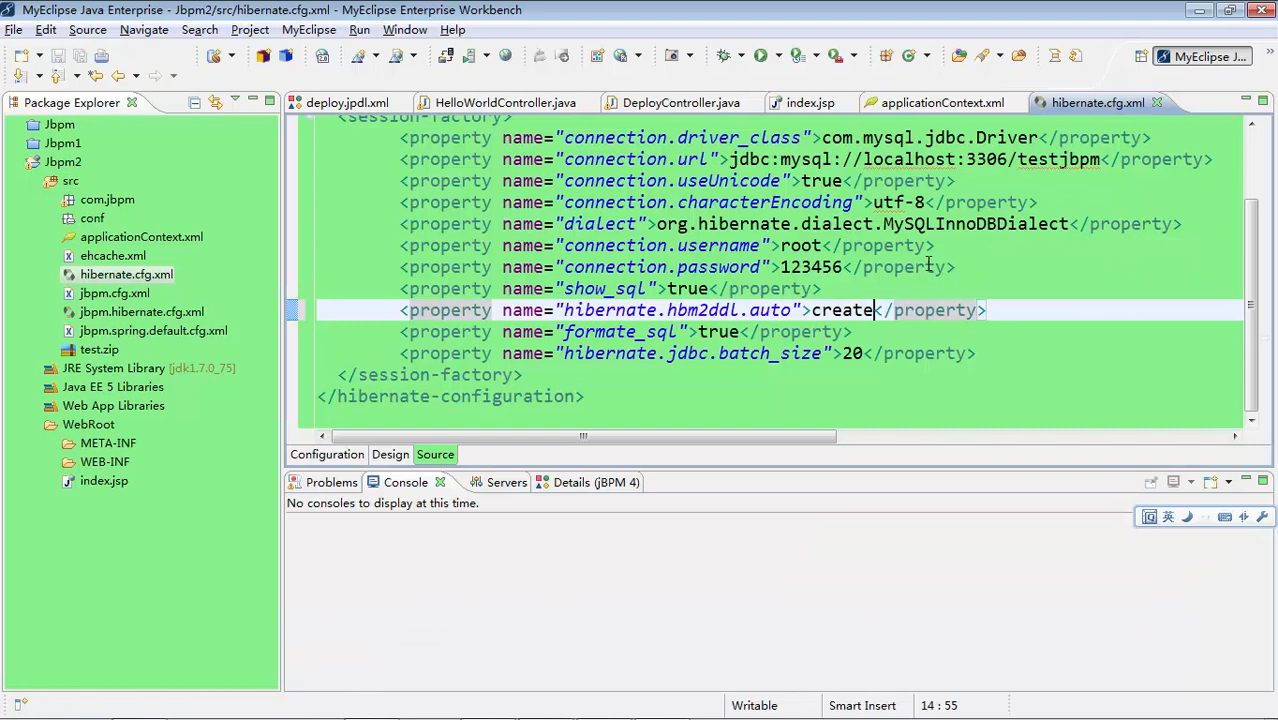 MyEclipse Java Enterprise - Jbpm2/src/hibernate.cfg.xml - MyEclipse Enterprise Workbench
File Edit Source Navigate Search Project MyEclipse Run Window Help
MyEclipse J...
Package Explorer
deploy.jpdl.xml HelloWorldController.java DeployController.java index.jsp applicationContext.xml hibernate.cfg.xml
Jbpm
Jbpm1
Jbpm2
src
com.jbpm
conf
applicationContext.xml
ehcache.xml
hibernate.cfg.xml
jbpm.cfg.xml
jbpm.hibernate.cfg.xml
jbpm.spring.default.cfg.xml
test.zip
JRE System Library [jdk1.7.0_75]
Java EE 5 Libraries
Web App Libraries
WebRoot
META-INF
WEB-INF
index.jsp
<session-factory>
<property name="connection.driver_class">com.mysql.jdbc.Driver</property>
<property name="connection.url">jdbc:mysql://localhost:3306/testjbpm</property>
<property name="connection.useUnicode">true</property>
<property name="connection.characterEncoding">utf-8</property>
<property name="dialect">org.hibernate.dialect.MySQLInnoDBDialect</property>
<property name="connection.username">root</property>
<property name="connection.password">123456</property>
<property name="show_sql">true</property>
<property name="hibernate.hbm2ddl.auto">create</property>
<property name="formate_sql">true</property>
<property name="hibernate.jdbc.batch_size">20</property>
</session-factory>
</hibernate-configuration>
Configuration Design Source
Problems Console Servers Details (jBPM 4)
No consoles to display at this time.
英
Writable Smart Insert 14 : 55